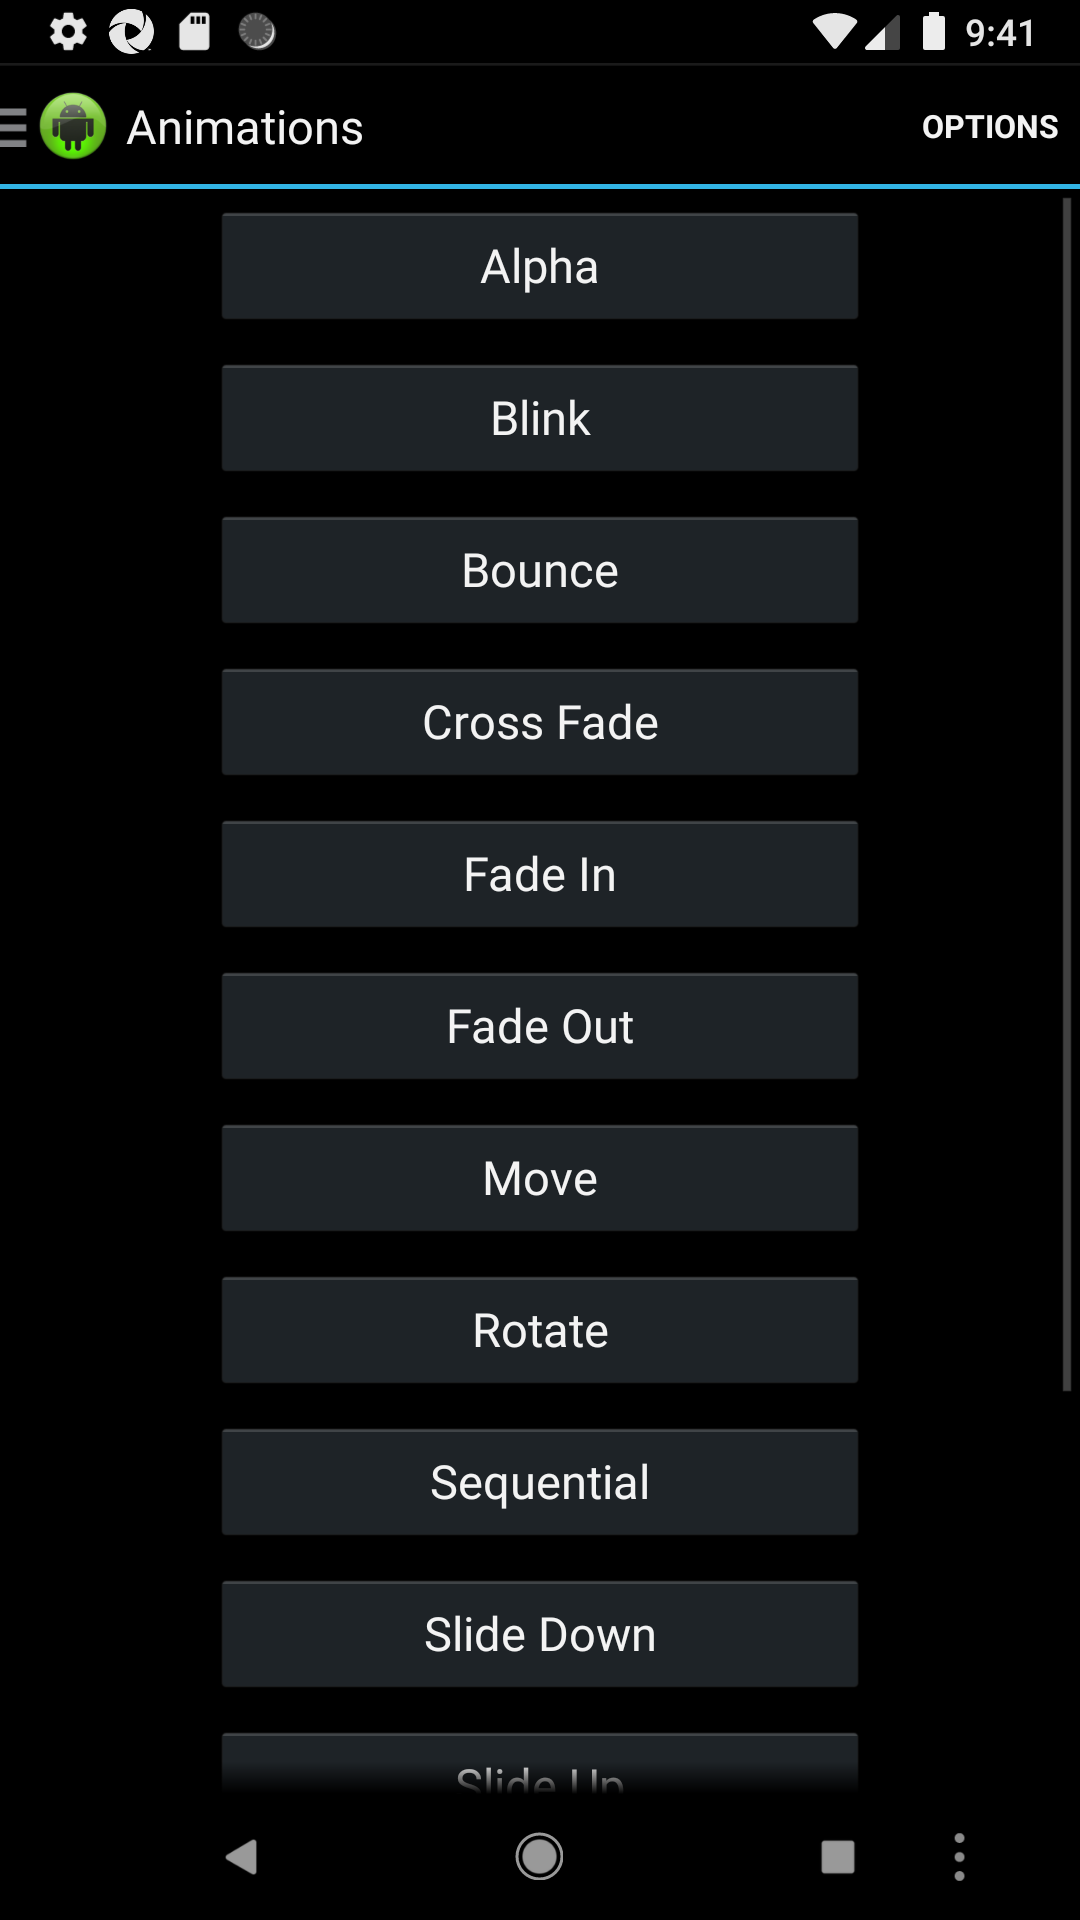 9:41
Animations
OPTIONS
Alpha
Blink
Bounce
Cross Fade
Fade In
Fade Out
Move
Rotate
Sequential
Slide Down
Slide Up